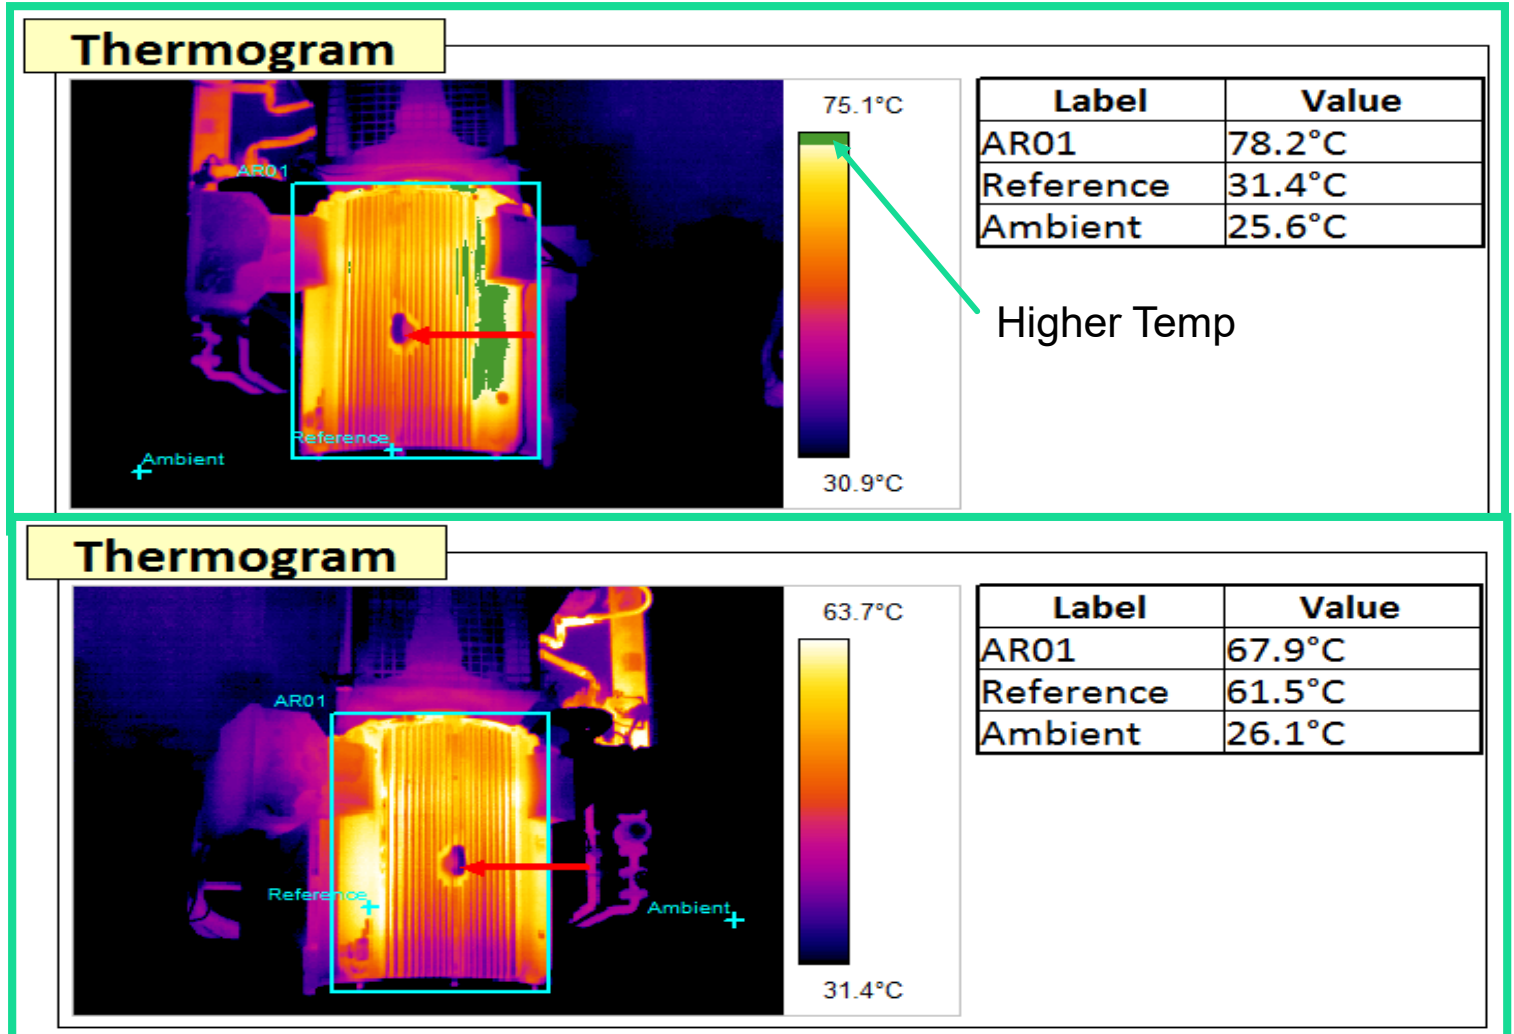 Thermogram
75.1°C
AR01
Reference
Ambient
30.9°C
Label Value
AR01 78.2°C
Reference 31.4°C
Ambient 25.6°C
Higher Temp
Thermogram
63.7°C
AR01
Reference
Ambient
31.4°C
Label Value
AR01 67.9°C
Reference 61.5°C
Ambient 26.1°C